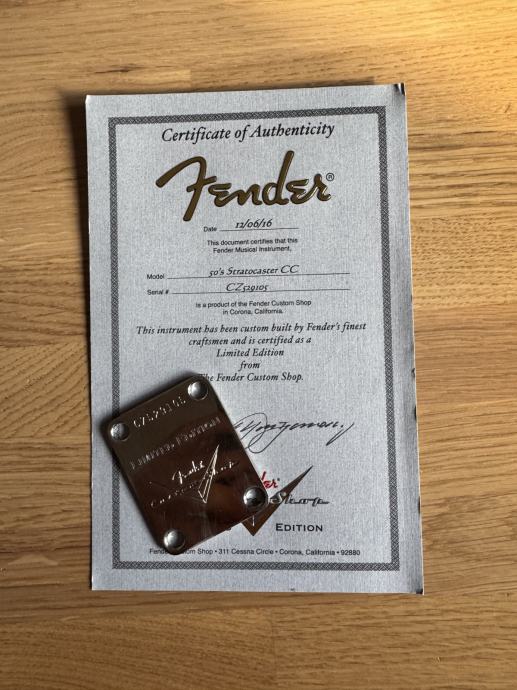 Certificate of Authenticity
Fender®
Date 12/06/16
This document certifies that this
Fender Musical Instrument,
Model 50's Stratocaster CC
Serial # CZ529105
is a product of the Fender Custom Shop
in Corona, California.
This instrument has been custom built by Fender's finest
craftsmen and is certified as a
Limited Edition
from
The Fender Custom Shop.
LIMITED EDITION
Fender
EDITION
Custom Shop • 311 Cessna Circle • Corona, California • 92880